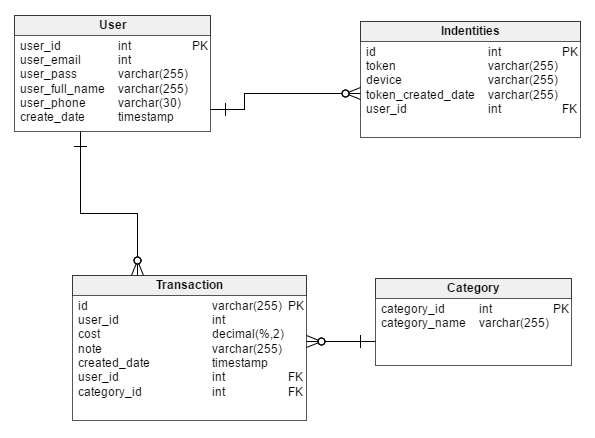 User
user_id int PK
user_email int
user_pass varchar(255)
user_full_name varchar(255)
user_phone varchar(30)
create_date timestamp
Indentities
id int PK
token varchar(255)
device varchar(255)
token_created_date varchar(255)
user_id int FK
Transaction
id varchar(255) PK
user_id int
cost decimal(%,2)
note varchar(255)
created_date timestamp
user_id int FK
category_id int FK
Category
category_id int PK
category_name varchar(255)